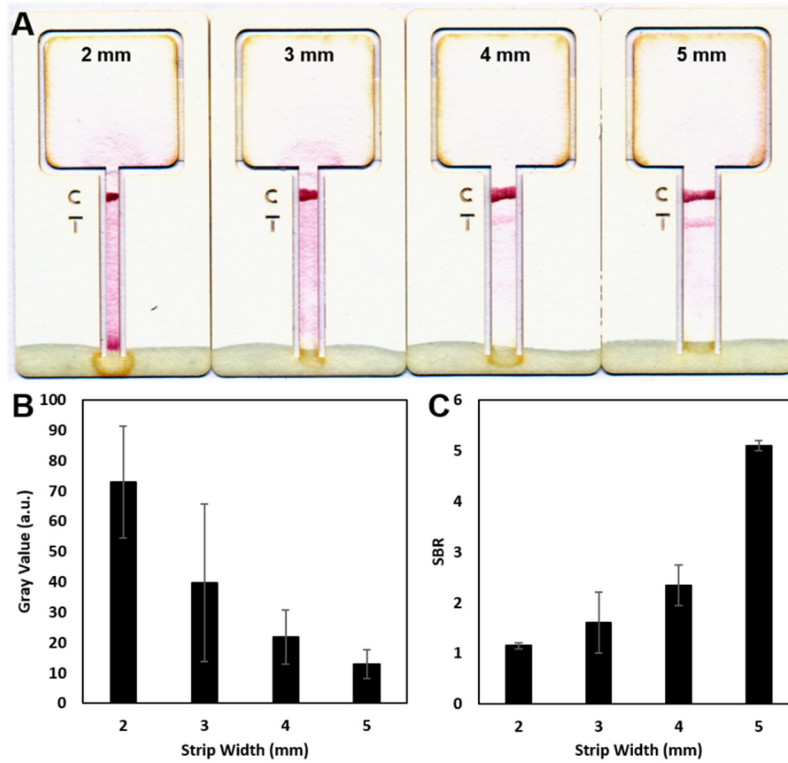 A
2 mm
3 mm
4 mm
5 mm
C
T
C
T
C
T
C
T
B
100
90
80
70
60
50
40
30
20
10
0
Gray Value (a.u.)
2 3 4 5
Strip Width (mm)
C
6
5
4
3
2
1
0
SBR
2 3 4 5
Strip Width (mm)